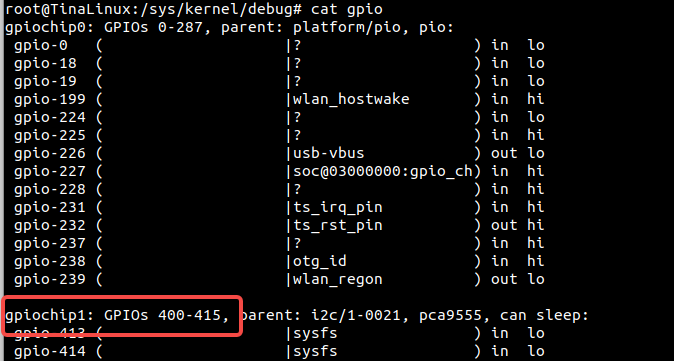 root@TinaLinux:/sys/kernel/debug# cat gpio
gpiochip0: GPIOs 0-287, parent: platform/pio, pio:
 gpio-0   (                    |?                   ) in  lo
 gpio-18  (                    |?                   ) in  lo
 gpio-19  (                    |?                   ) in  lo
 gpio-199 (                    |wlan_hostwake       ) in  hi
 gpio-224 (                    |?                   ) in  lo
 gpio-225 (                    |?                   ) in  hi
 gpio-226 (                    |usb-vbus            ) out lo
 gpio-227 (                    |soc@03000000:gpio_ch) in  hi
 gpio-228 (                    |?                   ) in  hi
 gpio-231 (                    |ts_irq_pin          ) in  hi
 gpio-232 (                    |ts_rst_pin          ) out hi
 gpio-237 (                    |?                   ) in  hi
 gpio-238 (                    |otg_id              ) in  hi
 gpio-239 (                    |wlan_regon          ) out lo
gpiochip1: GPIOs 400-415, parent: i2c/1-0021, pca9555, can sleep:
 gpio-413 (                    |sysfs               ) in  lo
 gpio-414 (                    |sysfs               ) in  lo